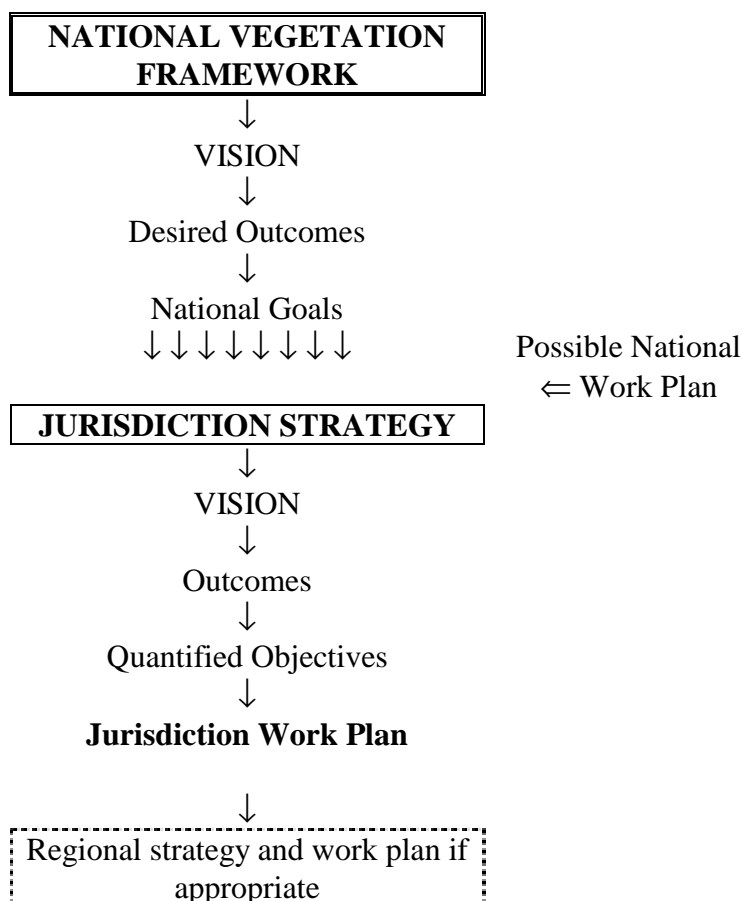 NATIONAL VEGETATION
FRAMEWORK
↓
VISION
↓
Desired Outcomes
↓
National Goals
↓ ↓ ↓ ↓ ↓ ↓ ↓ ↓
Possible National
⇐ Work Plan
JURISDICTION STRATEGY
↓
VISION
↓
Outcomes
↓
Quantified Objectives
↓
Jurisdiction Work Plan
↓
Regional strategy and work plan if
appropriate